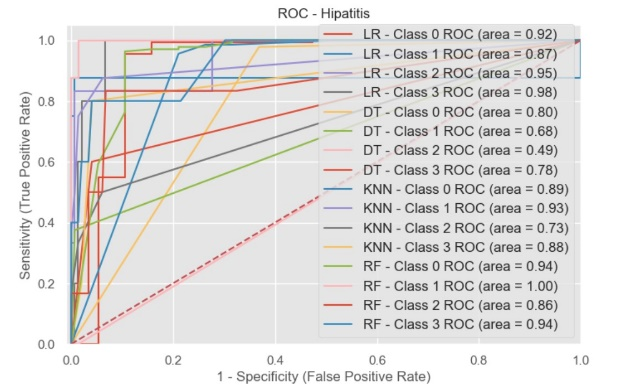 ROC - Hipatitis
LR - Class 0 ROC (area = 0.92)
LR - Class 1 ROC (area = 0.87)
LR - Class 2 ROC (area = 0.95)
LR - Class 3 ROC (area = 0.98)
DT - Class 0 ROC (area = 0.80)
DT - Class 1 ROC (area = 0.68)
DT - Class 2 ROC (area = 0.49)
DT - Class 3 ROC (area = 0.78)
KNN - Class 0 ROC (area = 0.89)
KNN - Class 1 ROC (area = 0.93)
KNN - Class 2 ROC (area = 0.73)
KNN - Class 3 ROC (area = 0.88)
RF - Class 0 ROC (area = 0.94)
RF - Class 1 ROC (area = 1.00)
RF - Class 2 ROC (area = 0.86)
RF - Class 3 ROC (area = 0.94)
Sensitivity (True Positive Rate)
1.0
0.8
0.6
0.4
0.2
0.0
0.0 0.2 0.4 0.6 0.8 1.0
1 - Specificity (False Positive Rate)